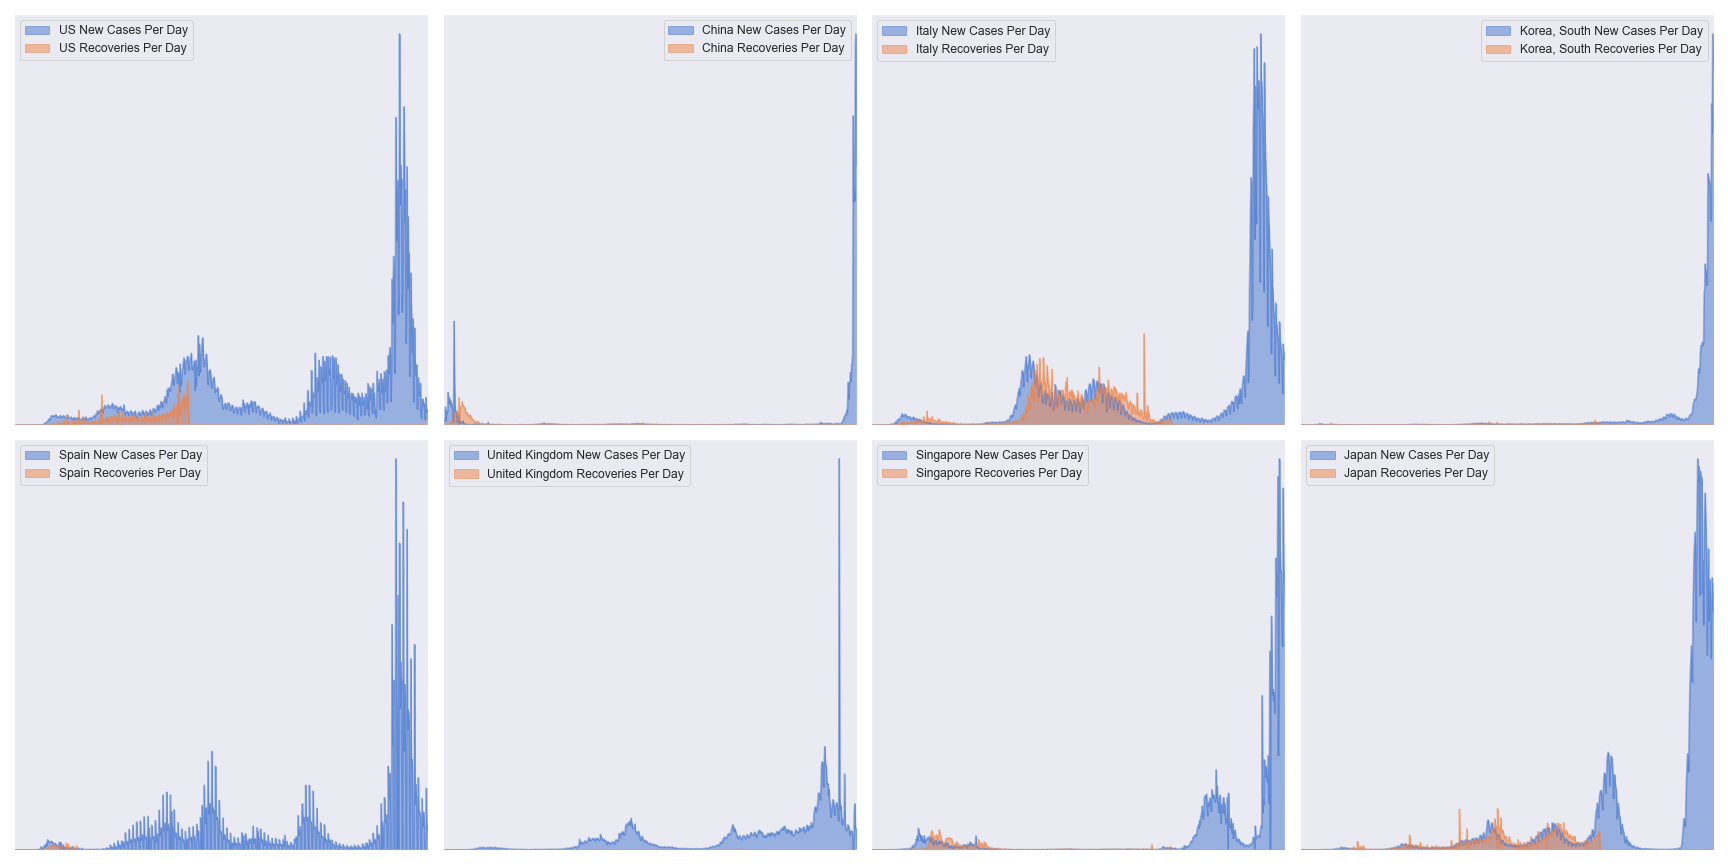 US New Cases Per Day
US Recoveries Per Day
China New Cases Per Day
China Recoveries Per Day
Italy New Cases Per Day
Italy Recoveries Per Day
Korea, South New Cases Per Day
Korea, South Recoveries Per Day
Spain New Cases Per Day
Spain Recoveries Per Day
United Kingdom New Cases Per Day
United Kingdom Recoveries Per Day
Singapore New Cases Per Day
Singapore Recoveries Per Day
Japan New Cases Per Day
Japan Recoveries Per Day